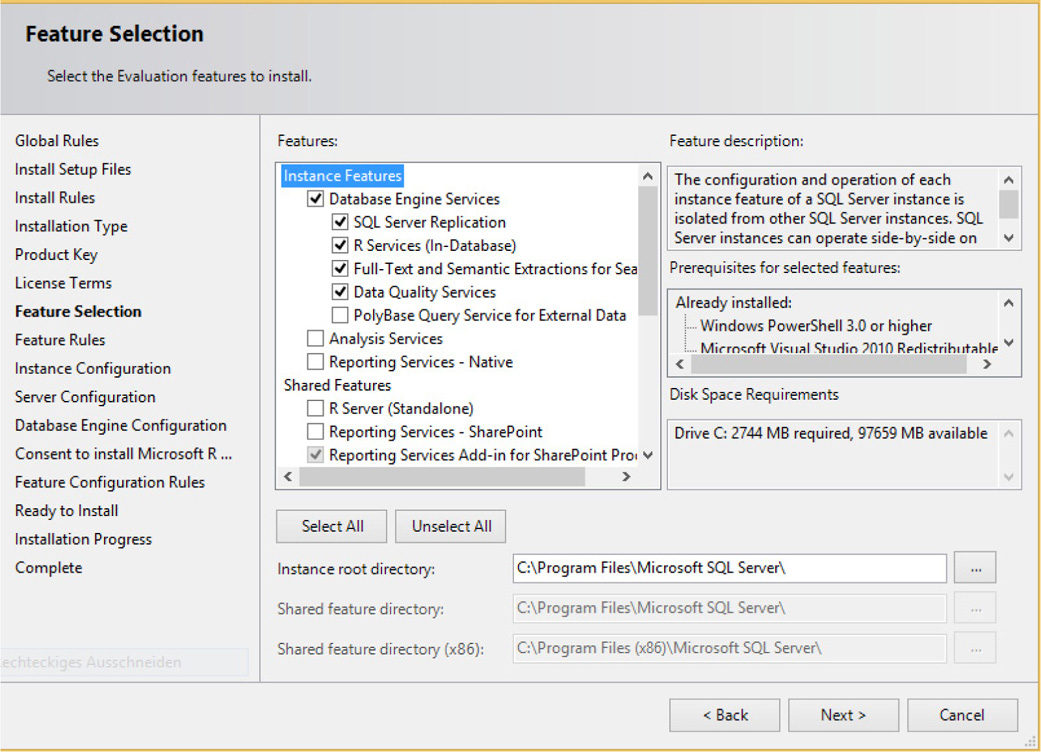 Feature Selection
Select the Evaluation features to install.
Global Rules
Install Setup Files
Install Rules
Installation Type
Product Key
License Terms
Feature Selection
Feature Rules
Instance Configuration
Server Configuration
Database Engine Configuration
Consent to install Microsoft R ...
Feature Configuration Rules
Ready to Install
Installation Progress
Complete
echteckiges Ausschneiden
Features:
Instance Features
Database Engine Services
SQL Server Replication
R Services (In-Database)
Full-Text and Semantic Extractions for Sea
Data Quality Services
PolyBase Query Service for External Data
Analysis Services
Reporting Services - Native
Shared Features
R Server (Standalone)
Reporting Services - SharePoint
Reporting Services Add-in for SharePoint Pro
Feature description:
The configuration and operation of each
instance feature of a SQL Server instance is
isolated from other SQL Server instances. SQL
Server instances can operate side-by-side on
Prerequisites for selected features:
Already installed:
Windows PowerShell 3.0 or higher
Microsoft Visual Studio 2010 Redistributable
Disk Space Requirements
Drive C: 2744 MB required, 97659 MB available
Select All
Unselect All
Instance root directory:
C:\Program Files\Microsoft SQL Server\
...
Shared feature directory:
C:\Program Files\Microsoft SQL Server\
...
Shared feature directory (x86):
C:\Program Files (x86)\Microsoft SQL Server\
...
< Back
Next >
Cancel